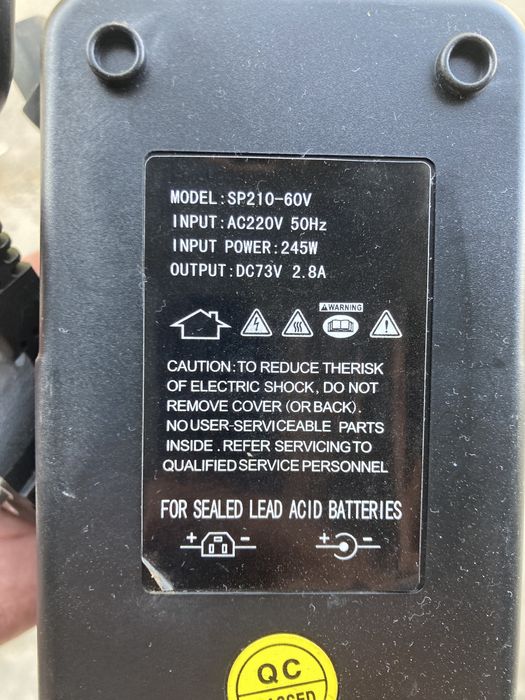 MODEL:SP210-60V
INPUT:AC220V 50Hz
INPUT POWER:245W
OUTPUT:DC73V 2.8A
WARNING
CAUTION:TO REDUCE THERISK
OF ELECTRIC SHOCK, DO NOT
REMOVE COVER (OR BACK).
NO USER-SERVICEABLE PARTS
INSIDE .REFER SERVICING TO
QUALIFIED SERVICE PERSONNEL
FOR SEALED LEAD ACID BATTERIES
+ - + -
QC